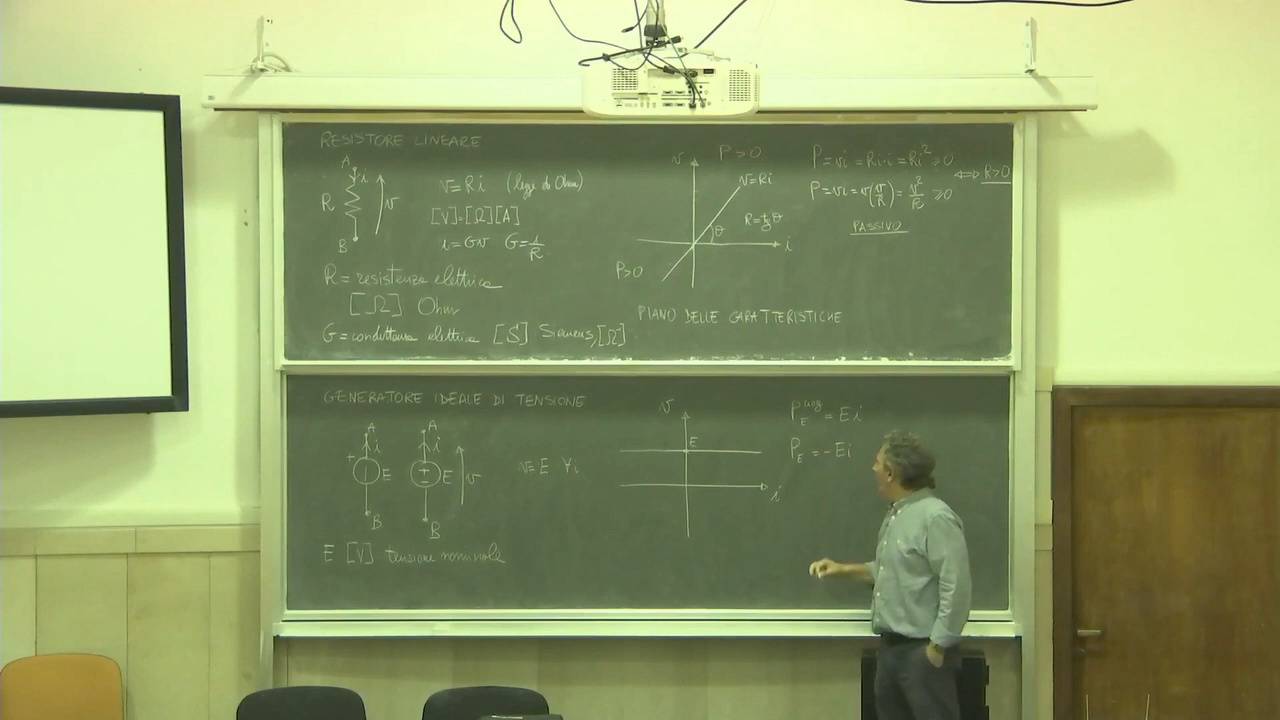 RESISTORE LINEARE
A
i
R
v
B
v=Ri (legge di Ohm)
[V]=[Ω][A]
i=Gv G=1/R
R = resistenza elettrica
[Ω] Ohm
G = conduttanza elettrica [S] Siemens,
v
P>0
v=Ri
R=tgθ
θ
i
P>0
PIANO DELLE CARATTERISTICHE
P=vi=Ri·i=Ri² ≥0
⟺ R>0
P=vi=v(v/R)=v²/R ≥0
PASSIVO
GENERATORE IDEALE DI TENSIONE
A A
i i
+ E + − E v
B B
v=E ∀i
E [V] tensione nominale
v
E
i
P_E^erog = Ei
P_E = -Ei